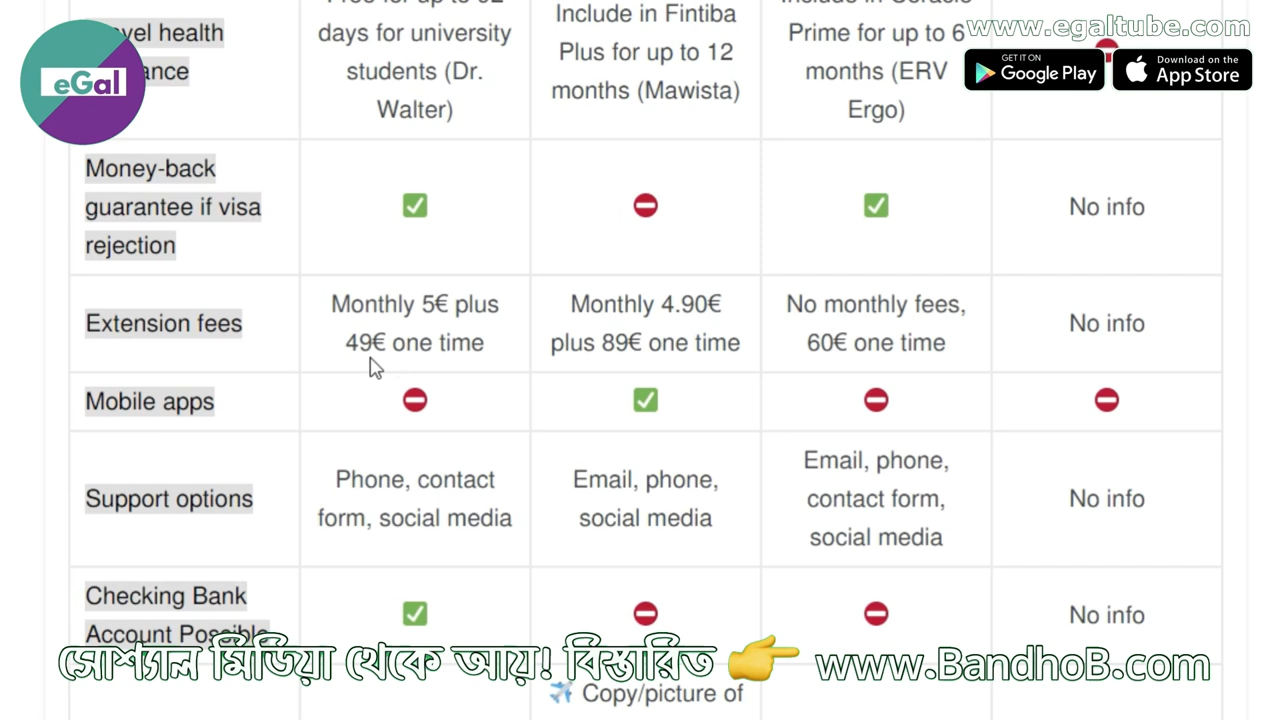 Include in Fintiba
www.egaltube.com
vel health
days for university
Plus for up to 12
Prime for up to 6
GET IT ON
Google Play
Download on the
App Store
eGal
ance
students (Dr.
months (Mawista)
months (ERV
Walter)
Ergo)
Money-back
guarantee if visa
rejection
No info
Extension fees
Monthly 5€ plus
49€ one time
Monthly 4.90€
plus 89€ one time
No monthly fees,
60€ one time
No info
Mobile apps
Support options
Phone, contact
form, social media
Email, phone,
social media
Email, phone,
contact form,
social media
No info
Checking Bank
Account Possible
No info
সোশ্যাল মিডিয়া থেকে আয়! বিস্তারিত 👉 www.BandhoB.com
✈️ Copy/picture of